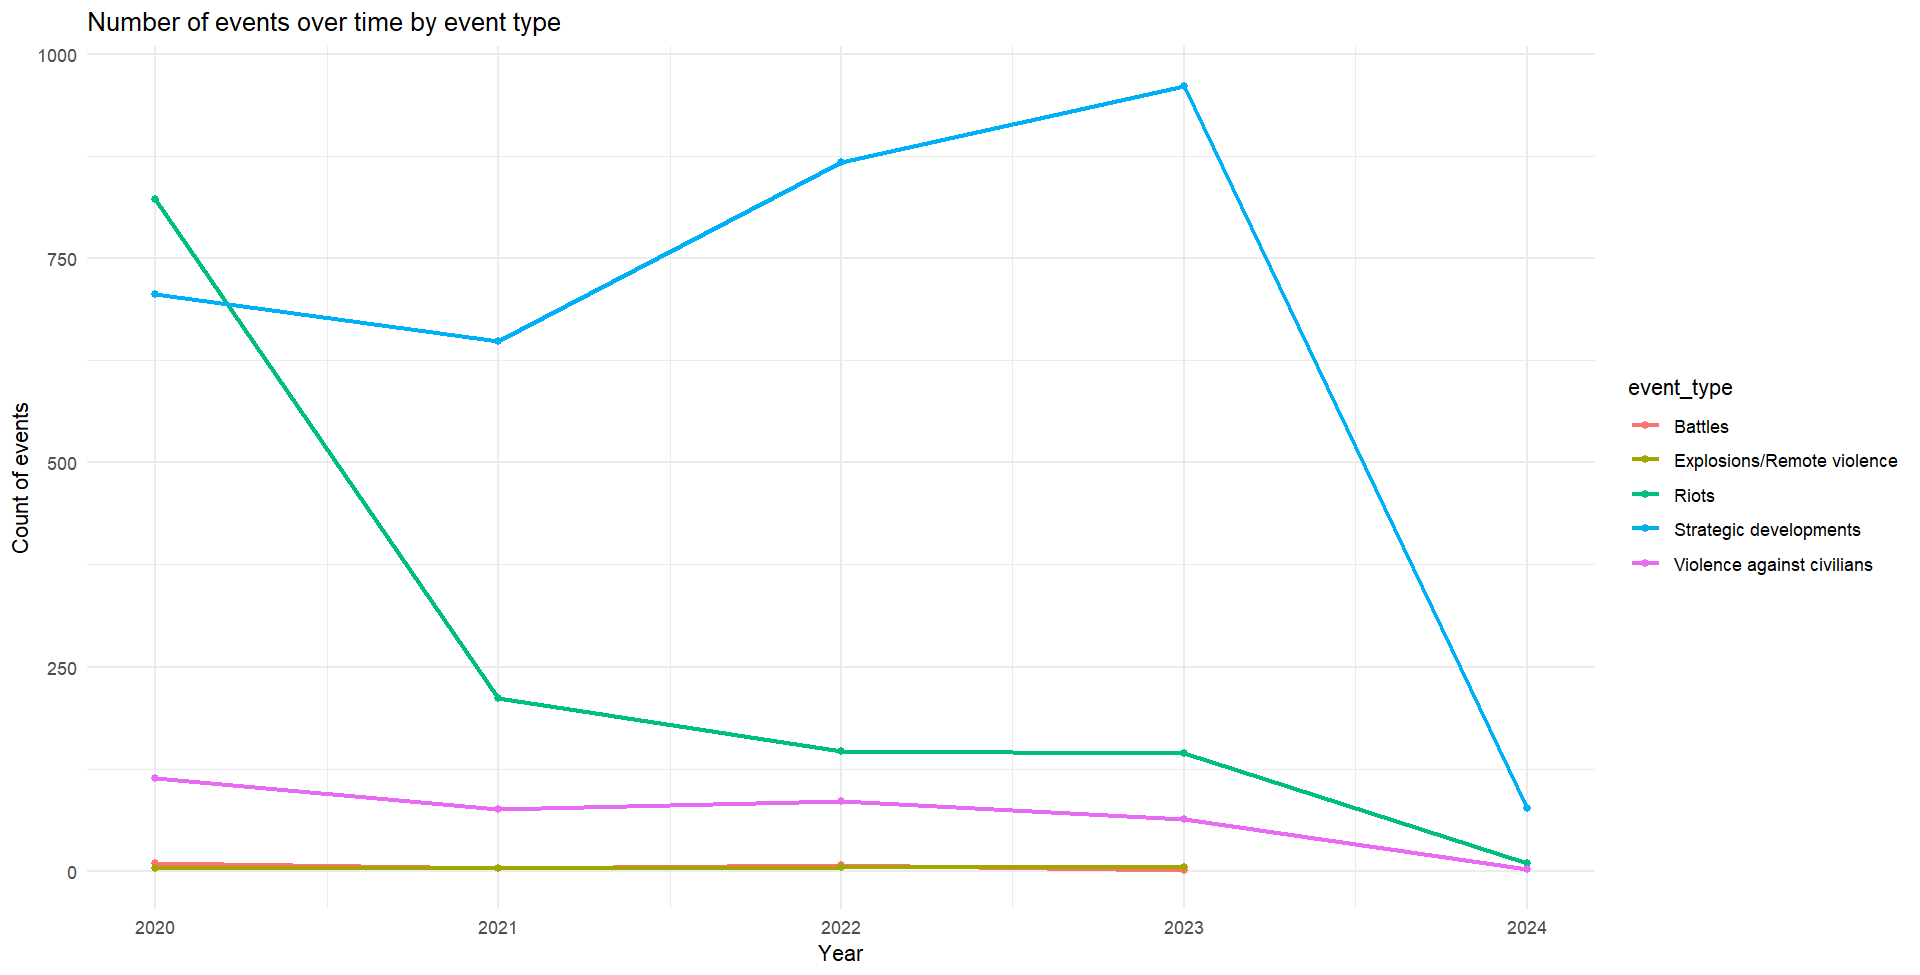 Number of events over time by event type
1000
750
500
250
0
Count of events
2020 2021 2022 2023 2024
Year
event_type
Battles
Explosions/Remote violence
Riots
Strategic developments
Violence against civilians